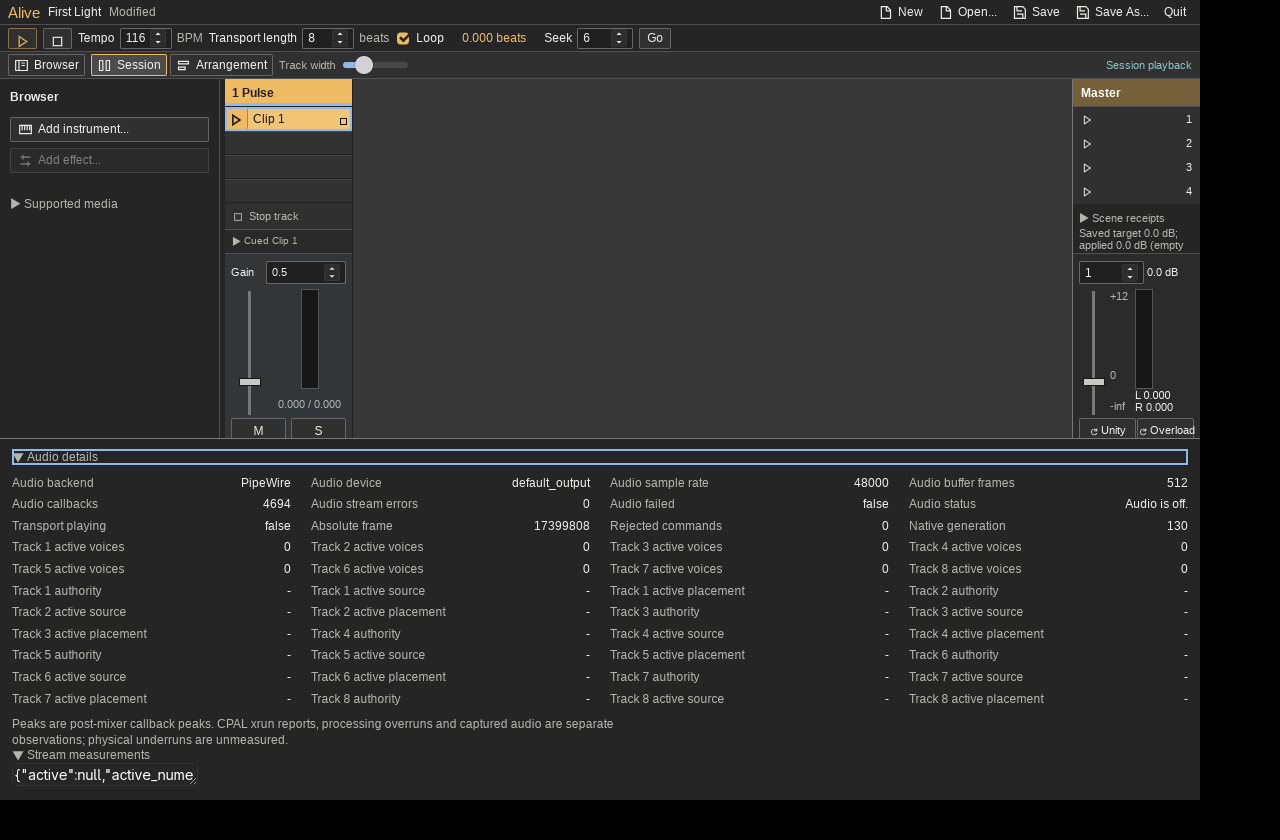 Alive First Light Modified New Open... Save Save As... Quit
Tempo 116 BPM Transport length 8 beats Loop 0.000 beats Seek 6 Go
Browser Session Arrangement Track width Session playback
Browser
Add instrument...
Add effect...
Supported media
1 Pulse
Clip 1
Stop track
Cued Clip 1
Gain 0.5
0.000 / 0.000
M S
Master
1
2
3
4
Scene receipts
Saved target 0.0 dB;
applied 0.0 dB (empty
1 0.0 dB
+12
0
-inf
L 0.000
R 0.000
Unity Overload
Audio details
Audio backend PipeWire Audio device default_output Audio sample rate 48000 Audio buffer frames 512
Audio callbacks 4694 Audio stream errors 0 Audio failed false Audio status Audio is off.
Transport playing false Absolute frame 17399808 Rejected commands 0 Native generation 130
Track 1 active voices 0 Track 2 active voices 0 Track 3 active voices 0 Track 4 active voices 0
Track 5 active voices 0 Track 6 active voices 0 Track 7 active voices 0 Track 8 active voices 0
Track 1 authority - Track 1 active source - Track 1 active placement - Track 2 authority -
Track 2 active source - Track 2 active placement - Track 3 authority - Track 3 active source -
Track 3 active placement - Track 4 authority - Track 4 active source - Track 4 active placement -
Track 5 authority - Track 5 active source - Track 5 active placement - Track 6 authority -
Track 6 active source - Track 6 active placement - Track 7 authority - Track 7 active source -
Track 7 active placement - Track 8 authority - Track 8 active source - Track 8 active placement -
Peaks are post-mixer callback peaks. CPAL xrun reports, processing overruns and captured audio are separate
observations; physical underruns are unmeasured.
Stream measurements
{"active":null,"active_nume